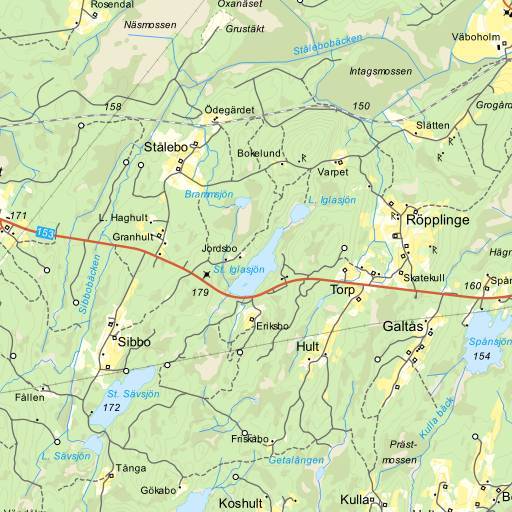 Rosendal
Oxanäset
Näsmossen
Grustäkt
Stålebobäcken
Väboholm
Intagsmossen
158
150
Grogård
Ödegärdet
Slätten
Stålebo
Bokelund
Varpet
Brammsjön
L. Iglasjön
171
L. Haghult
Röpplinge
153
Granhult
Jordsbo
Hägn
St. Iglasjön
Sibbobäcken
Skatekull
Spån
179
Torp
160
Eriksbo
Galtås
Sibbo
Hult
Spånsjön
154
Fållen
St. Sävsjön
172
Kulla bäck
Friskabo
Präst-
mossen
L. Sävsjön
Tånga
Getalången
Gökabo
Koshult
Kulla